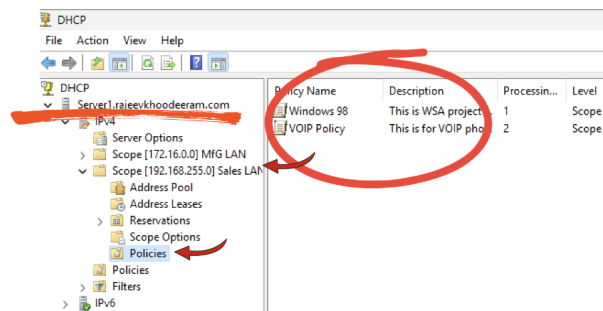 DHCP
File Action View Help
DHCP
Server1.rajeevkhoodeeram.com
IPv4
Server Options
Scope [172.16.0.0] MfG LAN
Scope [192.168.255.0] Sales LAN
Address Pool
Address Leases
Reservations
Scope Options
Policies
Policies
Filters
IPv6
Policy Name Description Processin... Level
Windows 98 This is WSA project... 1 Scope
VOIP Policy This is for VOIP pho... 2 Scope